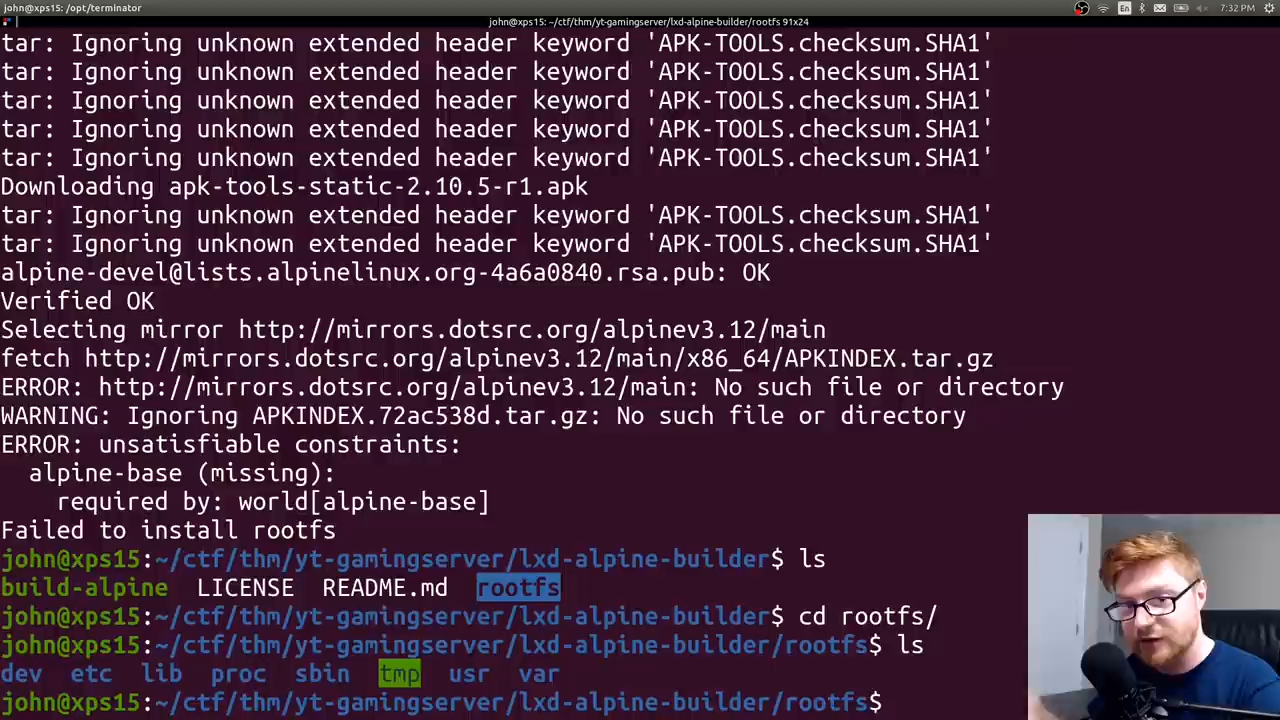 john@xps15: /opt/terminator
En
7:32 PM
john@xps15: ~/ctf/thm/yt-gamingserver/lxd-alpine-builder/rootfs 91x24
tar: Ignoring unknown extended header keyword 'APK-TOOLS.checksum.SHA1'
tar: Ignoring unknown extended header keyword 'APK-TOOLS.checksum.SHA1'
tar: Ignoring unknown extended header keyword 'APK-TOOLS.checksum.SHA1'
tar: Ignoring unknown extended header keyword 'APK-TOOLS.checksum.SHA1'
tar: Ignoring unknown extended header keyword 'APK-TOOLS.checksum.SHA1'
Downloading apk-tools-static-2.10.5-r1.apk
tar: Ignoring unknown extended header keyword 'APK-TOOLS.checksum.SHA1'
tar: Ignoring unknown extended header keyword 'APK-TOOLS.checksum.SHA1'
alpine-devel@lists.alpinelinux.org-4a6a0840.rsa.pub: OK
Verified OK
Selecting mirror http://mirrors.dotsrc.org/alpinev3.12/main
fetch http://mirrors.dotsrc.org/alpinev3.12/main/x86_64/APKINDEX.tar.gz
ERROR: http://mirrors.dotsrc.org/alpinev3.12/main: No such file or directory
WARNING: Ignoring APKINDEX.72ac538d.tar.gz: No such file or directory
ERROR: unsatisfiable constraints:
alpine-base (missing):
required by: world[alpine-base]
Failed to install rootfs
john@xps15:~/ctf/thm/yt-gamingserver/lxd-alpine-builder$ ls
build-alpine LICENSE README.md rootfs
john@xps15:~/ctf/thm/yt-gamingserver/lxd-alpine-builder$ cd rootfs/
john@xps15:~/ctf/thm/yt-gamingserver/lxd-alpine-builder/rootfs$ ls
dev etc lib proc sbin tmp usr var
john@xps15:~/ctf/thm/yt-gamingserver/lxd-alpine-builder/rootfs$